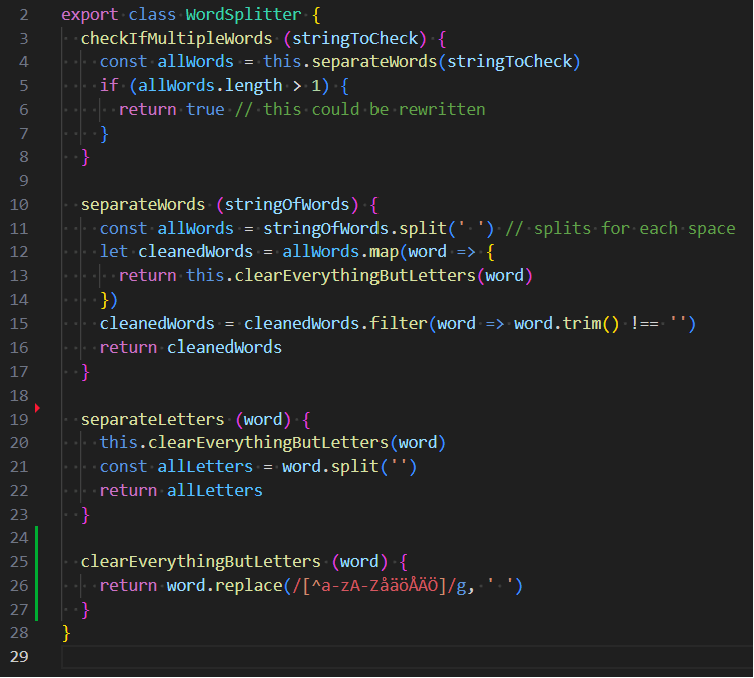 2 export class WordSplitter {
3   checkIfMultipleWords (stringToCheck) {
4     const allWords = this.separateWords(stringToCheck)
5     if (allWords.length > 1) {
6       return true // this could be rewritten
7     }
8   }
9
10   separateWords (stringOfWords) {
11     const allWords = stringOfWords.split(' ') // splits for each space
12     let cleanedWords = allWords.map(word => {
13       return this.clearEverythingButLetters(word)
14     })
15     cleanedWords = cleanedWords.filter(word => word.trim() !== '')
16     return cleanedWords
17   }
18
19   separateLetters (word) {
20     this.clearEverythingButLetters(word)
21     const allLetters = word.split('')
22     return allLetters
23   }
24
25   clearEverythingButLetters (word) {
26     return word.replace(/[^a-zA-ZåäöÅÄÖ]/g, ' ')
27   }
28 }
29